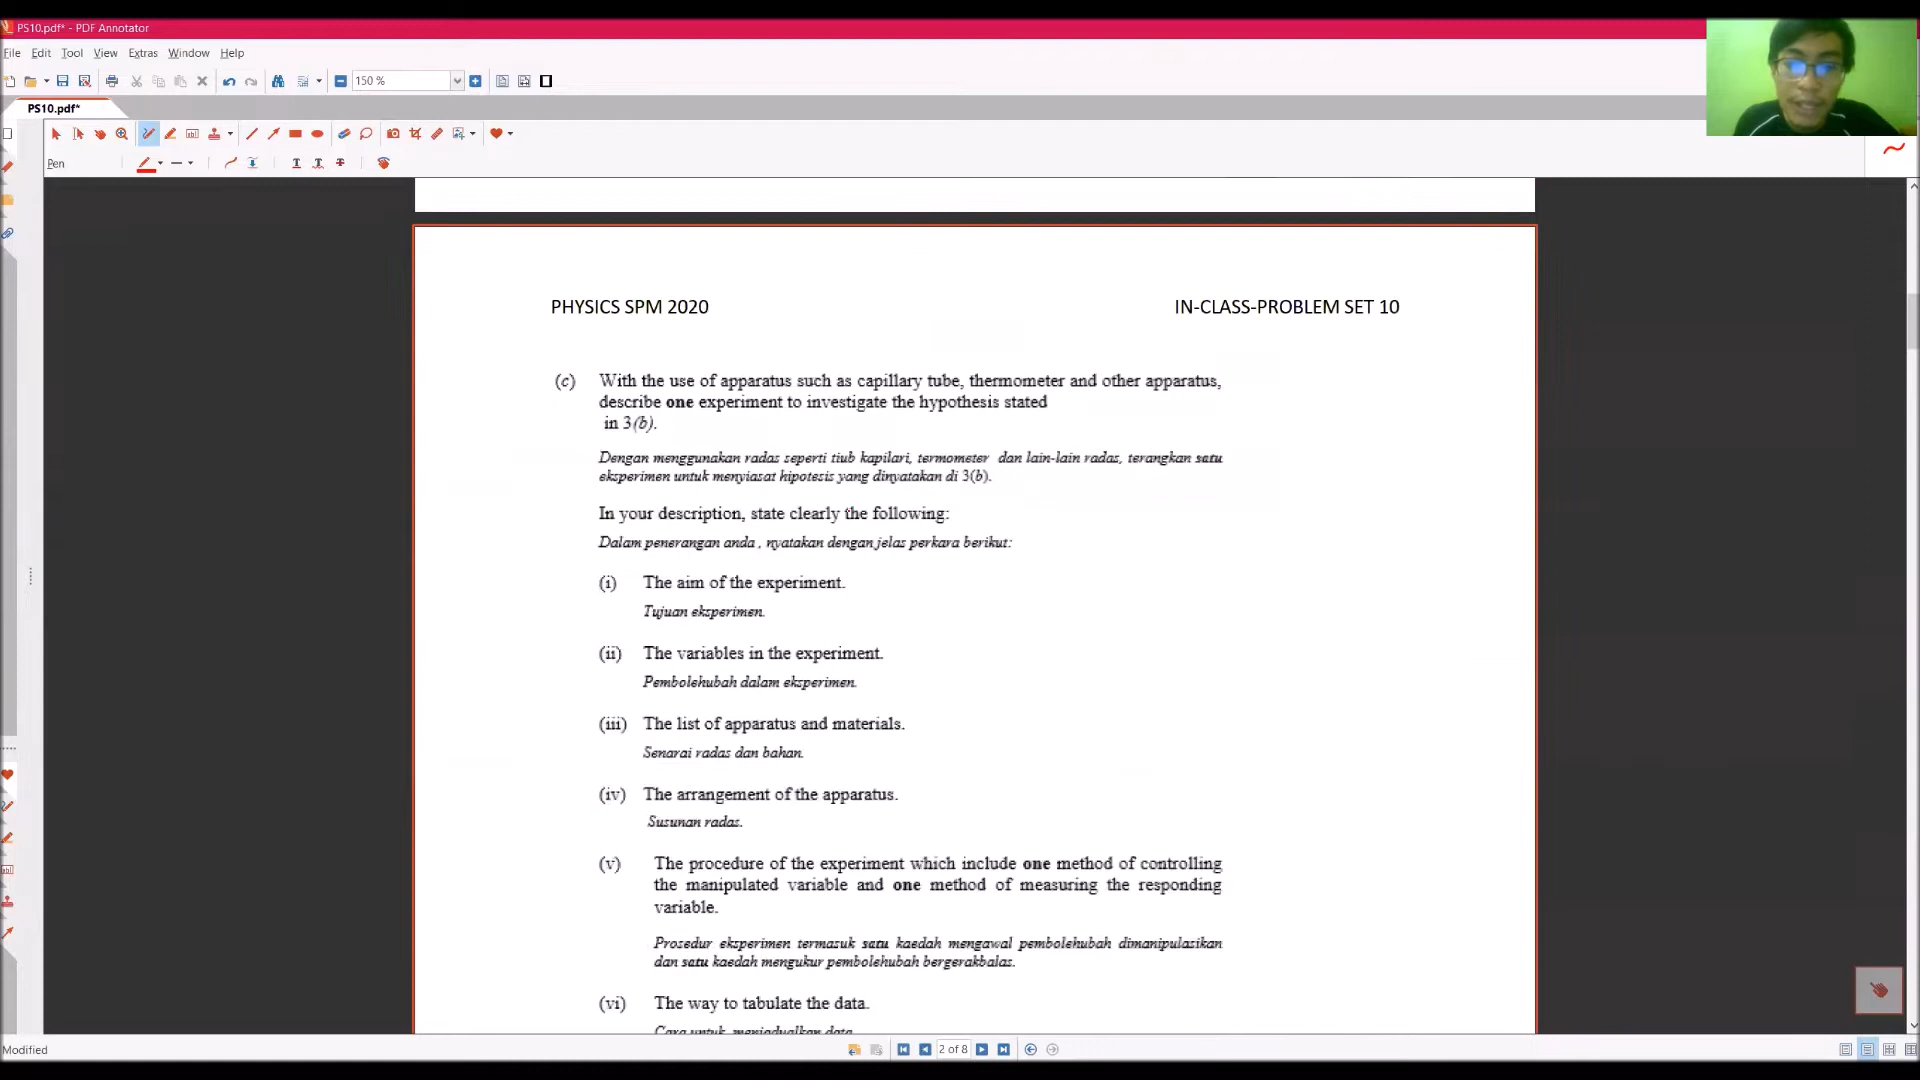 PS10.pdf* - PDF Annotator
File Edit Tool View Extras Window Help
150 %
PS10.pdf*
Pen
PHYSICS SPM 2020
IN-CLASS-PROBLEM SET 10
(c) With the use of apparatus such as capillary tube, thermometer and other apparatus,
describe one experiment to investigate the hypothesis stated
in 3(b).
Dengan menggunakan radas seperti tiub kapilari, termometer dan lain-lain radas, terangkan satu
eksperimen untuk menyiasat hipotesis yang dinyatakan di 3(b).
In your description, state clearly the following:
Dalam penerangan anda , nyatakan dengan jelas perkara berikut:
(i) The aim of the experiment.
Tujuan eksperimen.
(ii) The variables in the experiment.
Pembolehubah dalam eksperimen.
(iii) The list of apparatus and materials.
Senarai radas dan bahan.
(iv) The arrangement of the apparatus.
Susunan radas.
(v) The procedure of the experiment which include one method of controlling
the manipulated variable and one method of measuring the responding
variable.
Prosedur eksperimen termasuk satu kaedah mengawal pembolehubah dimanipulasikan
dan satu kaedah mengukur pembolehubah bergerakbalas.
(vi) The way to tabulate the data.
Cara untuk menjadualkan data
Modified
2 of 8